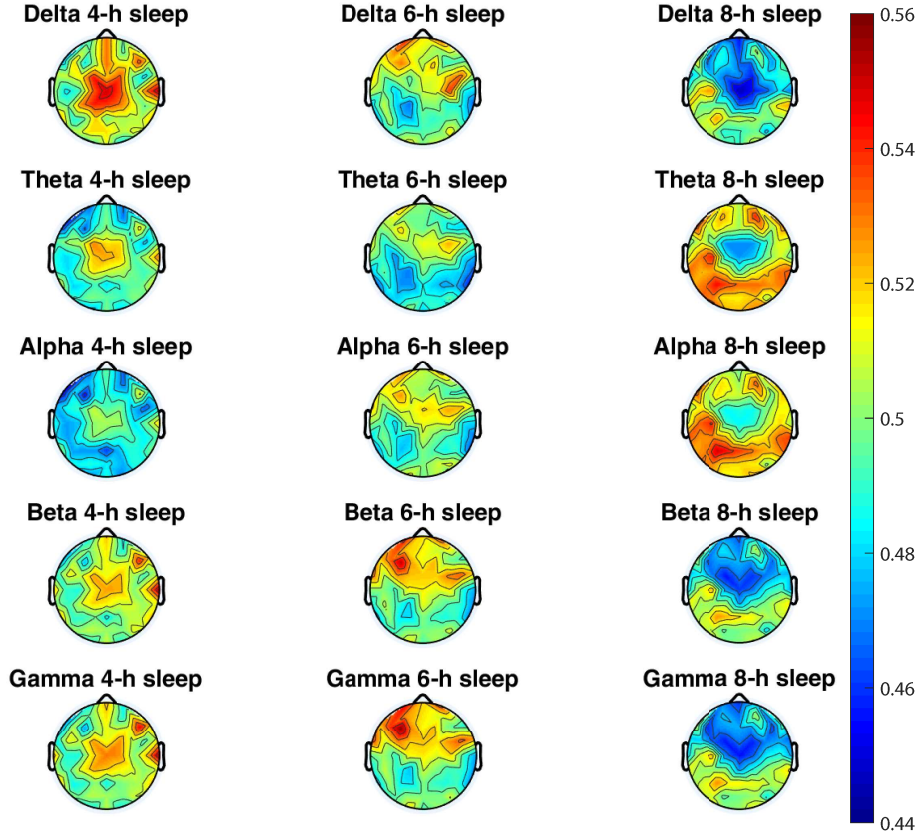 Delta 4-h sleep
Delta 6-h sleep
Delta 8-h sleep
0.56
0.54
Theta 4-h sleep
Theta 6-h sleep
Theta 8-h sleep
0.52
Alpha 4-h sleep
Alpha 6-h sleep
Alpha 8-h sleep
0.5
Beta 4-h sleep
Beta 6-h sleep
Beta 8-h sleep
0.48
Gamma 4-h sleep
Gamma 6-h sleep
Gamma 8-h sleep
0.46
0.44